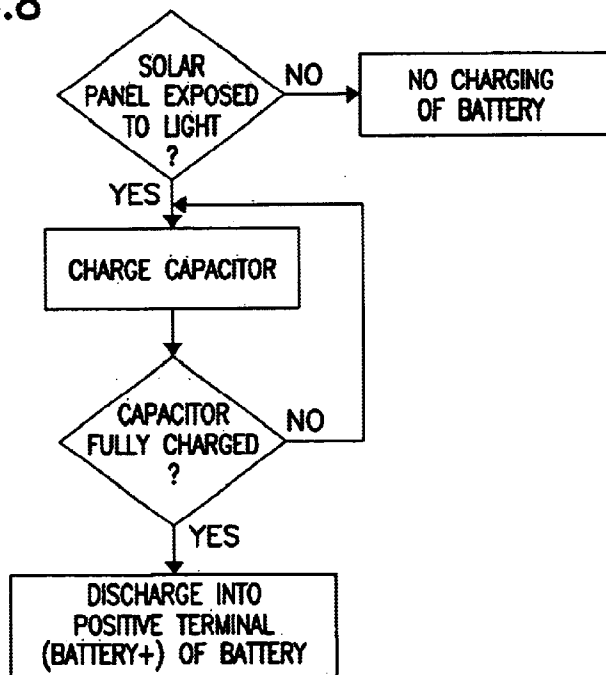 .8
SOLAR
PANEL EXPOSED
TO LIGHT
?
NO
NO CHARGING
OF BATTERY
YES
CHARGE CAPACITOR
CAPACITOR
FULLY CHARGED
?
NO
YES
DISCHARGE INTO
POSITIVE TERMINAL
(BATTERY+) OF BATTERY